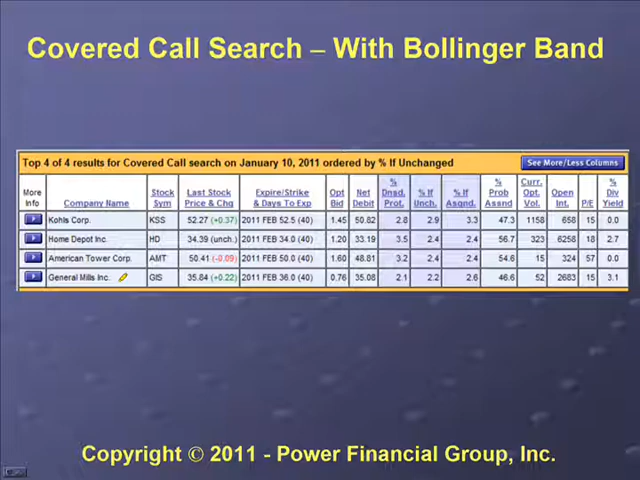 Covered Call Search – With Bollinger Band
Top 4 of 4 results for Covered Call search on January 10, 2011 ordered by % If Unchanged See More/Less Columns
More Info Company Name Stock Sym Last Stock Price & Chg Expire/Strike & Days To Exp Opt Bid Net Debit % Dnsd. Prot. % If Unch. % If Asgnd. % Prob Assnd Curr. Opt. Vol. Open Int. P/E % Div Yield
Kohls Corp. KSS 52.27 (+0.37) 2011 FEB 52.5 (40) 1.45 50.82 2.8 2.9 3.3 47.3 1158 658 15 0.0
Home Depot Inc. HD 34.39 (unch.) 2011 FEB 34.0 (40) 1.20 33.19 3.5 2.4 2.4 56.7 323 6258 18 2.7
American Tower Corp. AMT 50.41 (-0.09) 2011 FEB 50.0 (40) 1.60 48.81 3.2 2.4 2.4 54.6 15 324 57 0.0
General Mills Inc. GIS 35.84 (+0.22) 2011 FEB 36.0 (40) 0.76 35.08 2.1 2.2 2.6 46.6 52 2683 15 3.1
Copyright © 2011 - Power Financial Group, Inc.